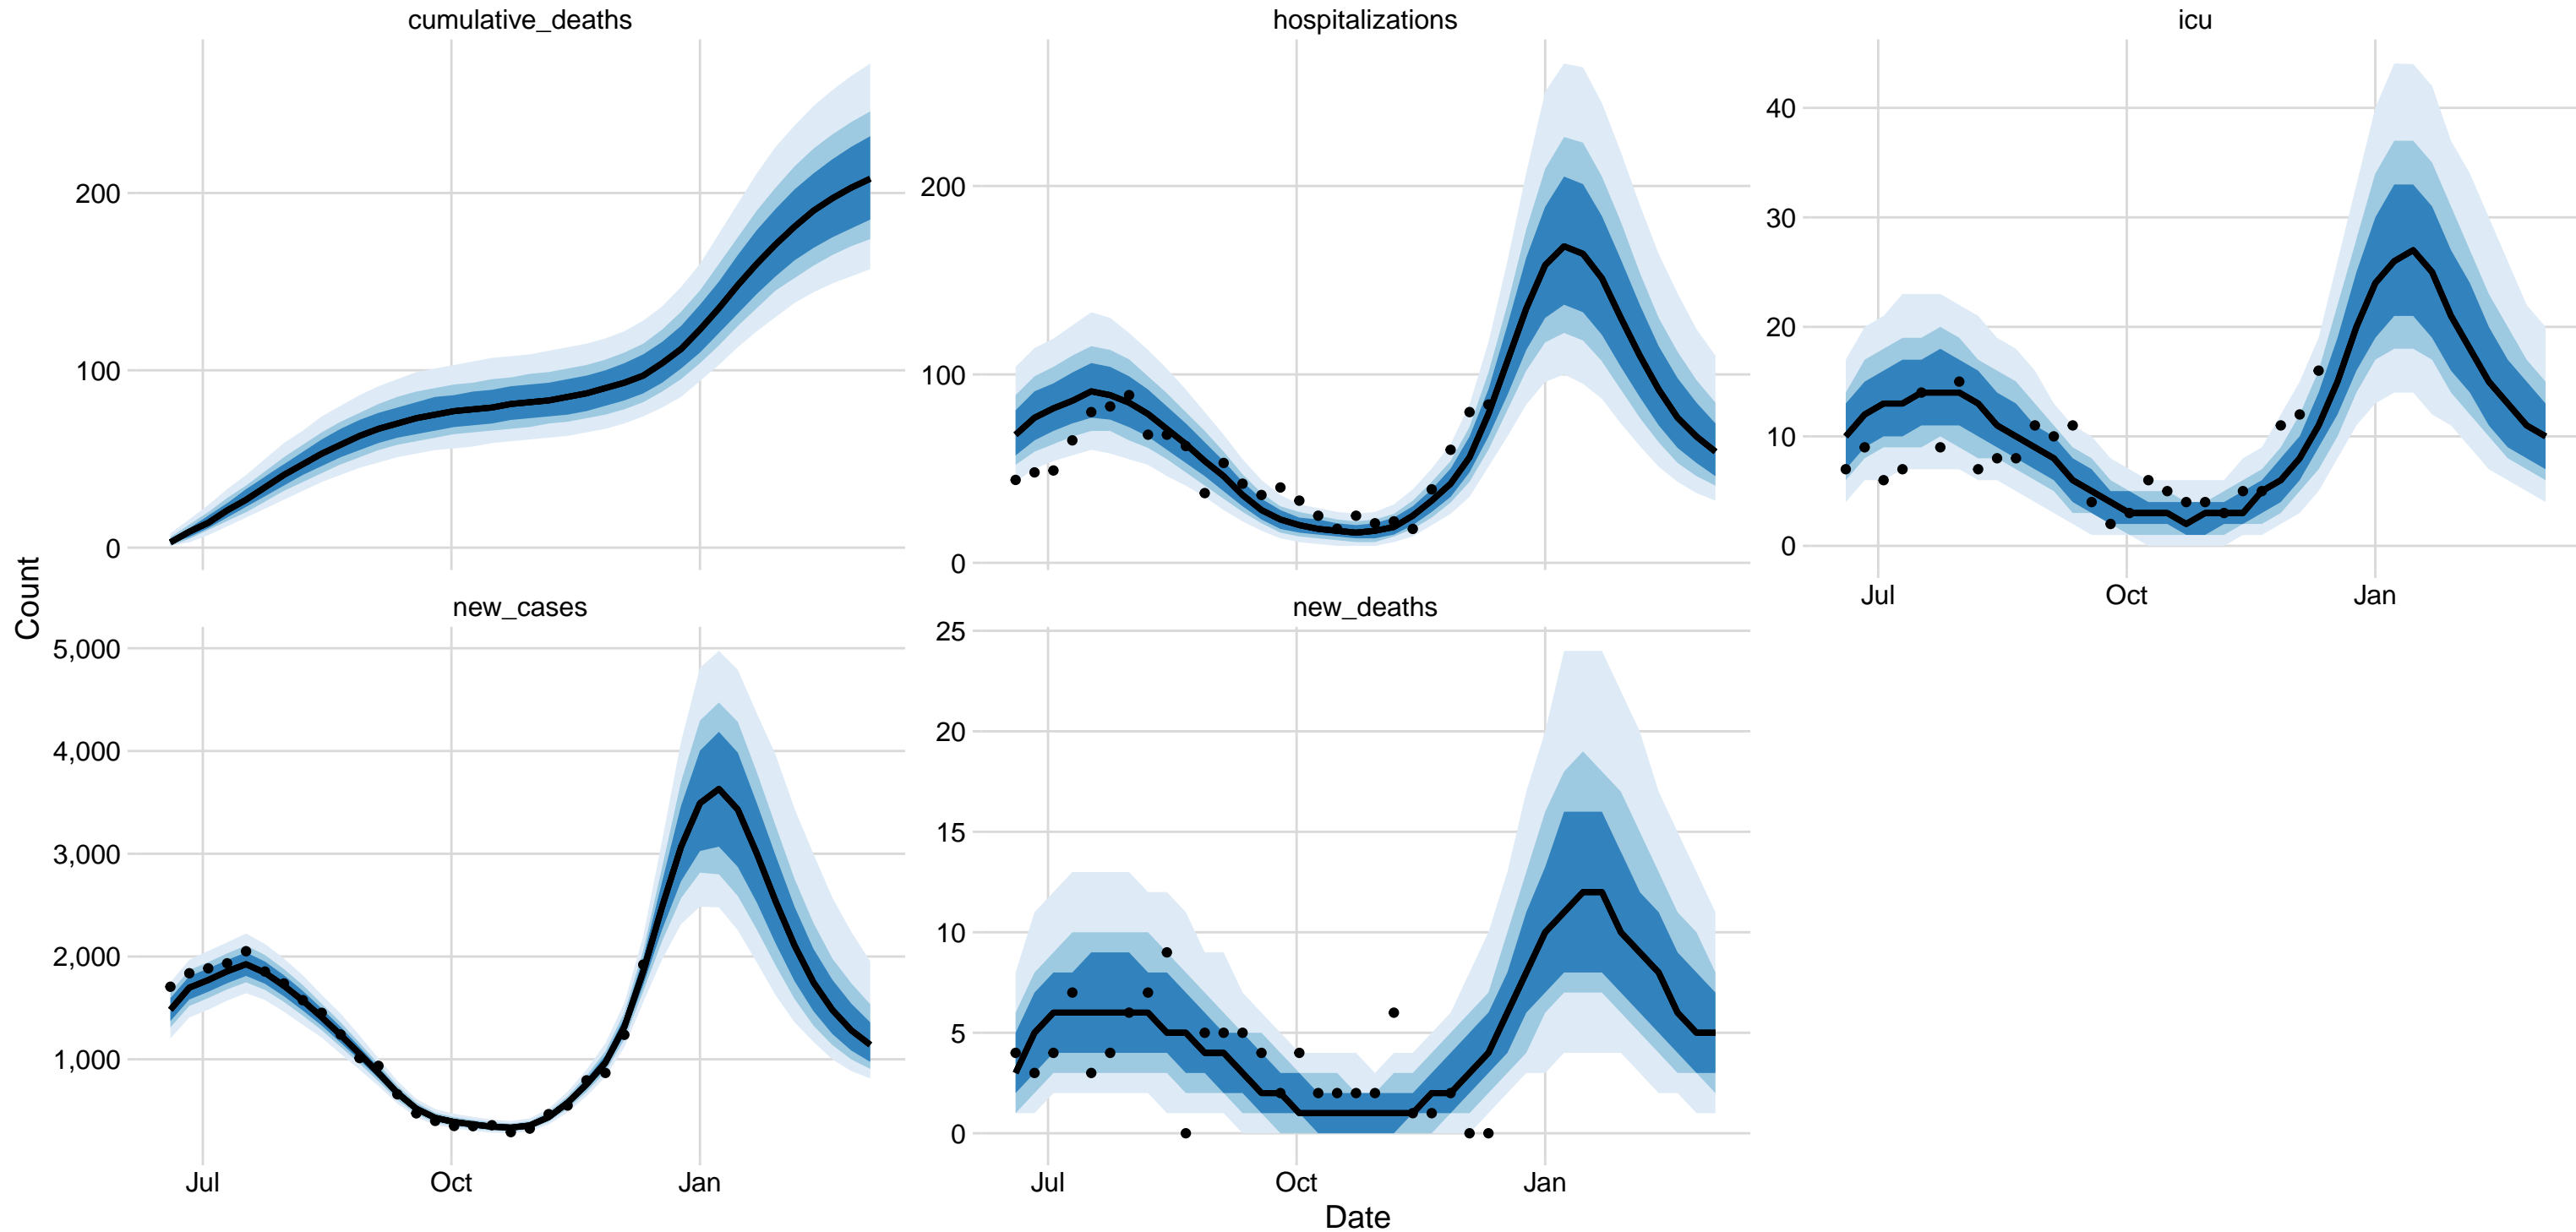 cumulative_deaths
hospitalizations
icu
200
100
0
200
100
0
40
30
20
10
0
Jul Oct Jan
Count
new_cases
new_deaths
5,000
4,000
3,000
2,000
1,000
25
20
15
10
5
0
Jul Oct Jan
Jul Oct Jan
Date